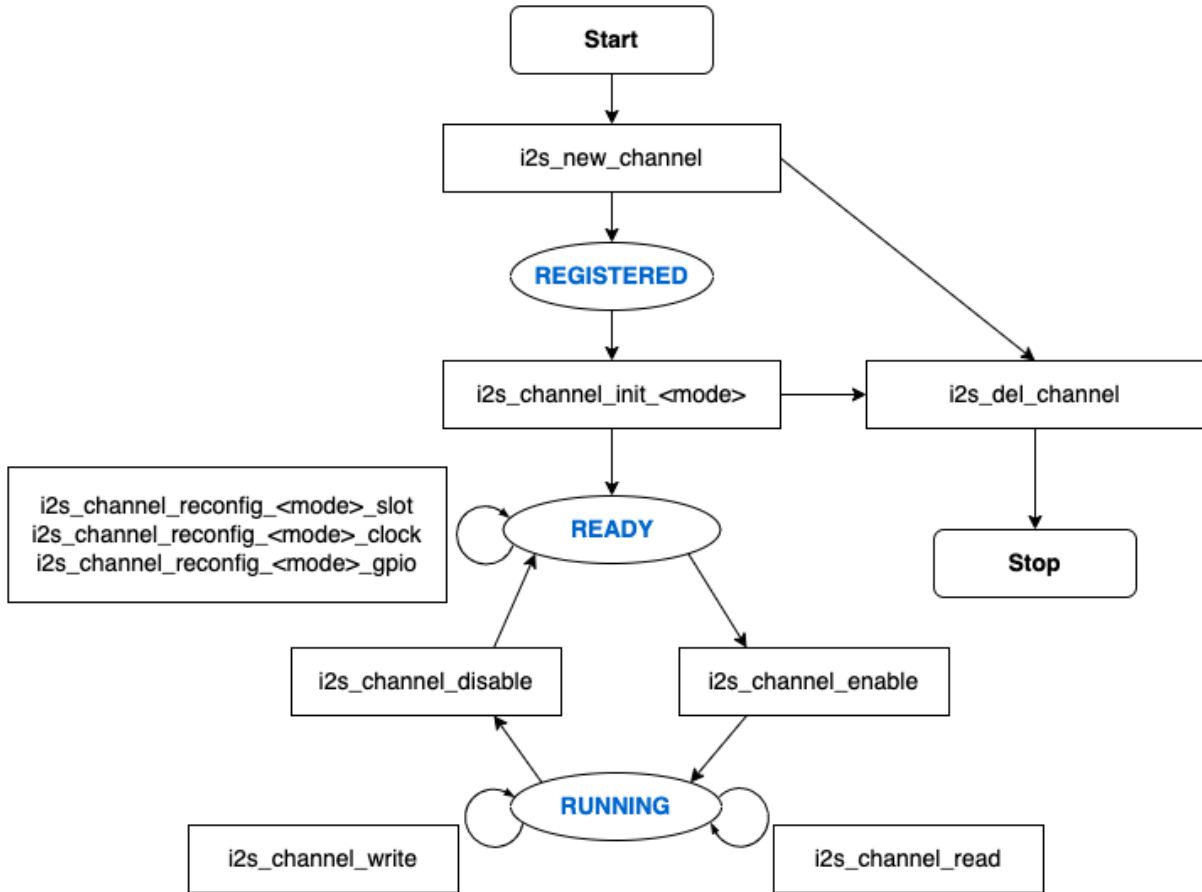 Start
i2s_new_channel
REGISTERED
i2s_channel_init_<mode>
i2s_del_channel
i2s_channel_reconfig_<mode>_slot
i2s_channel_reconfig_<mode>_clock
i2s_channel_reconfig_<mode>_gpio
READY
Stop
i2s_channel_disable
i2s_channel_enable
RUNNING
i2s_channel_write
i2s_channel_read